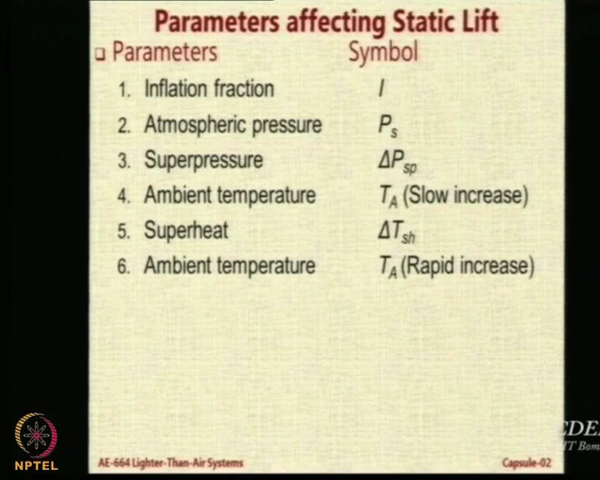 Parameters affecting Static Lift
❑ Parameters Symbol
1. Inflation fraction I
2. Atmospheric pressure Ps
3. Superpressure ΔPsp
4. Ambient temperature TA (Slow increase)
5. Superheat ΔTsh
6. Ambient temperature TA (Rapid increase)
NPTEL
AE-664 Lighter-Than-Air Systems Capsule-02